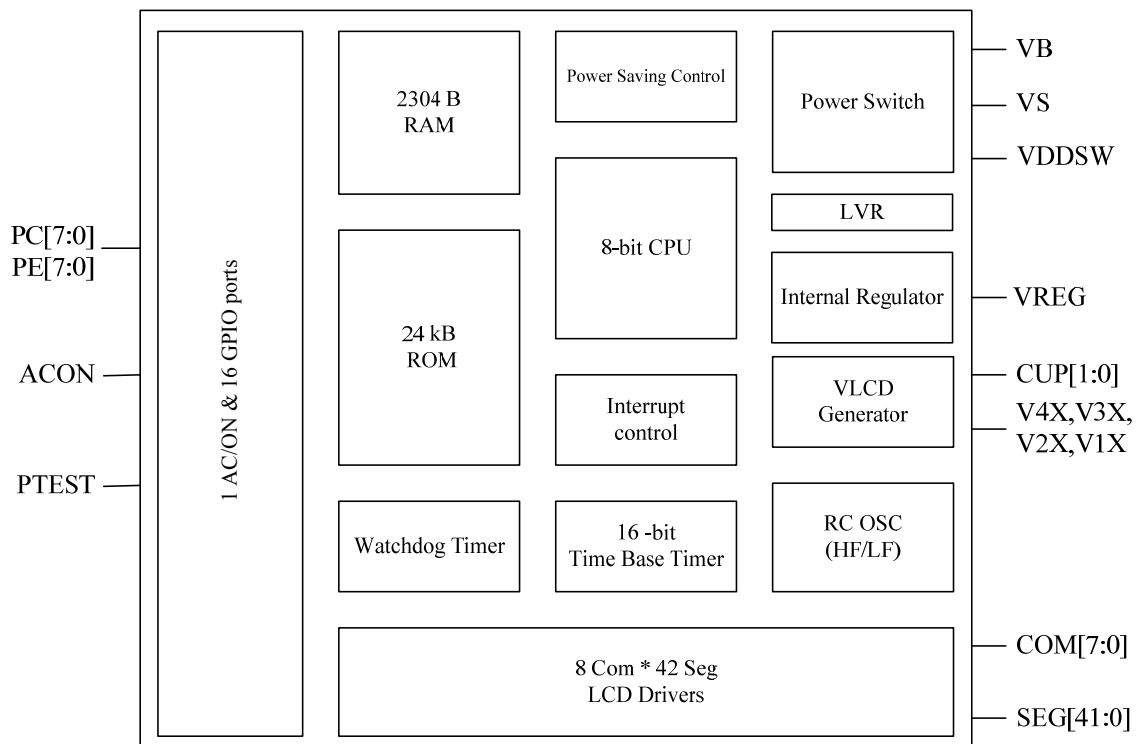 PC[7:0]
PE[7:0]
ACON
PTEST
1 AC/ON & 16 GPIO ports
2304 B
RAM
24 kB
ROM
Watchdog Timer
Power Saving Control
8-bit CPU
Interrupt
control
16 -bit
Time Base Timer
Power Switch
LVR
Internal Regulator
VLCD
Generator
RC OSC
(HF/LF)
8 Com * 42 Seg
LCD Drivers
VB
VS
VDDSW
VREG
CUP[1:0]
V4X,V3X,
V2X,V1X
COM[7:0]
SEG[41:0]